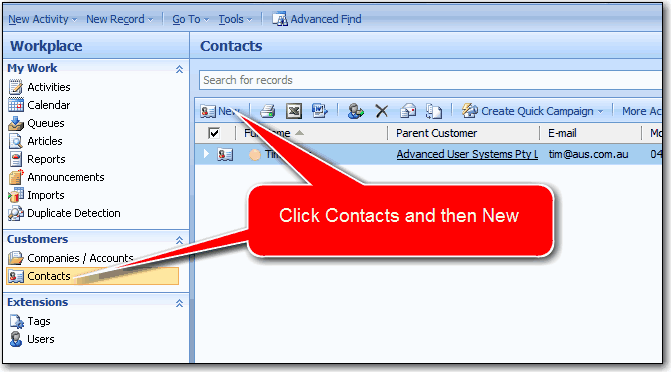 New Activity New Record Go To Tools Advanced Find
Workplace
Contacts
My Work
Activities
Calendar
Queues
Articles
Reports
Announcements
Imports
Duplicate Detection
Customers
Companies / Accounts
Contacts
Extensions
Tags
Users
Search for records
New Create Quick Campaign More Ac
Parent Customer E-mail Mo
Tim Advanced User Systems Pty L tim@aus.com.au 04
Click Contacts and then New